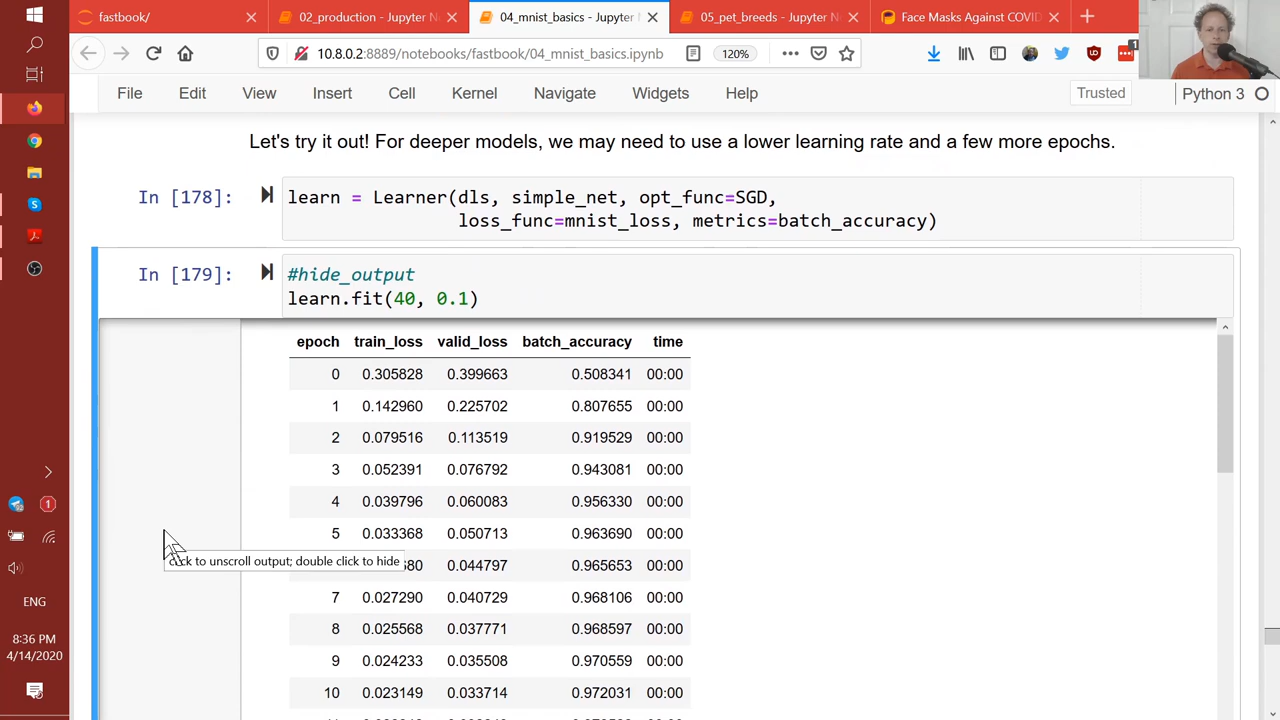 fastbook/
02_production - Jupyter N
04_mnist_basics - Jupyter
05_pet_breeds - Jupyter N
Face Masks Against COVID
10.8.0.2:8889/notebooks/fastbook/04_mnist_basics.ipynb
120%
File Edit View Insert Cell Kernel Navigate Widgets Help
Trusted
Python 3
Let's try it out! For deeper models, we may need to use a lower learning rate and a few more epochs.
In [178]:
learn = Learner(dls, simple_net, opt_func=SGD,
loss_func=mnist_loss, metrics=batch_accuracy)
In [179]:
#hide_output
learn.fit(40, 0.1)
epoch train_loss valid_loss batch_accuracy time
0 0.305828 0.399663 0.508341 00:00
1 0.142960 0.225702 0.807655 00:00
2 0.079516 0.113519 0.919529 00:00
3 0.052391 0.076792 0.943081 00:00
4 0.039796 0.060083 0.956330 00:00
5 0.033368 0.050713 0.963690 00:00
click to unscroll output; double click to hide
0.044797 0.965653 00:00
7 0.027290 0.040729 0.968106 00:00
8 0.025568 0.037771 0.968597 00:00
9 0.024233 0.035508 0.970559 00:00
10 0.023149 0.033714 0.972031 00:00
1
ENG
8:36 PM
4/14/2020